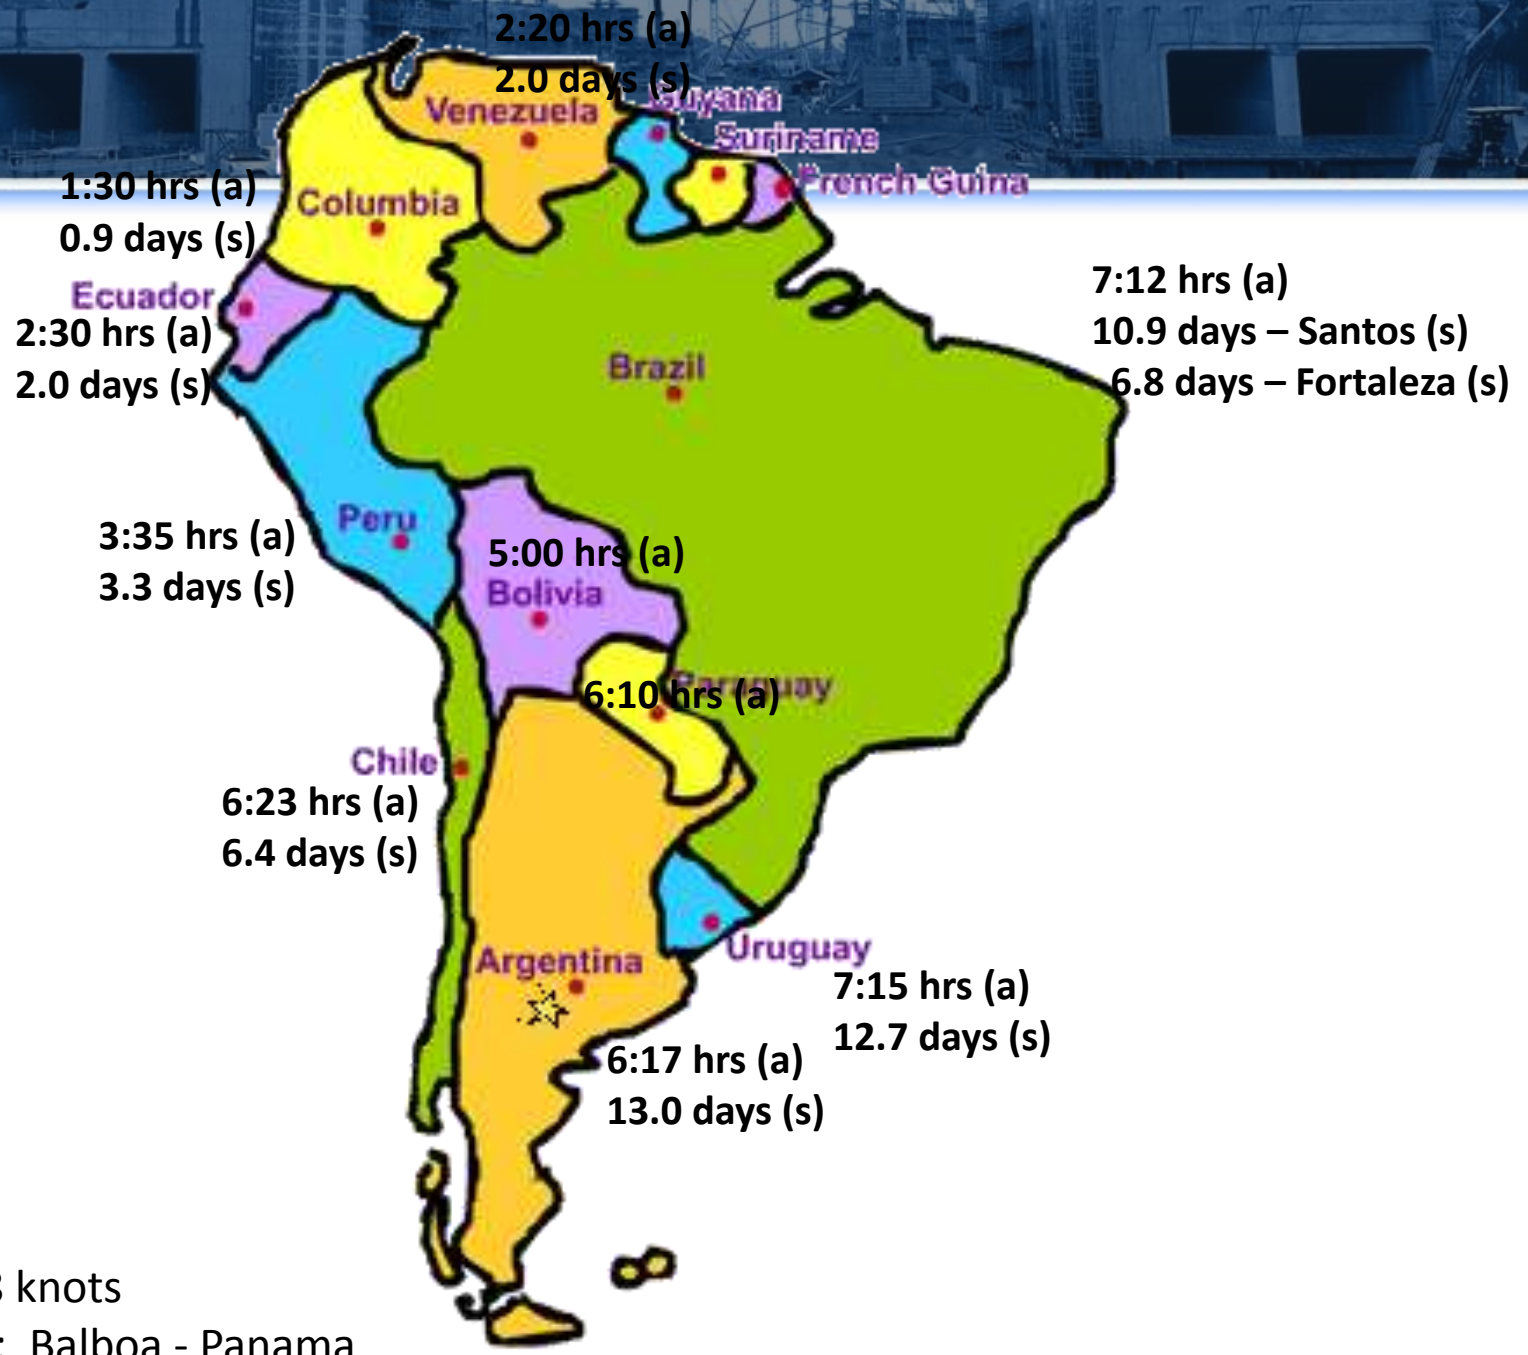 2:20 hrs (a)
2.0 days (s)
Venezuela
Guyana
Suriname
French Guina
1:30 hrs (a)
0.9 days (s)
Columbia
Ecuador
2:30 hrs (a)
2.0 days (s)
7:12 hrs (a)
10.9 days – Santos (s)
6.8 days – Fortaleza (s)
Brazil
Peru
3:35 hrs (a)
3.3 days (s)
5:00 hrs (a)
Bolivia
Paraguay
6:10 hrs (a)
Chile
6:23 hrs (a)
6.4 days (s)
Argentina
Uruguay
7:15 hrs (a)
12.7 days (s)
6:17 hrs (a)
13.0 days (s)
knots
: Balboa - Panama